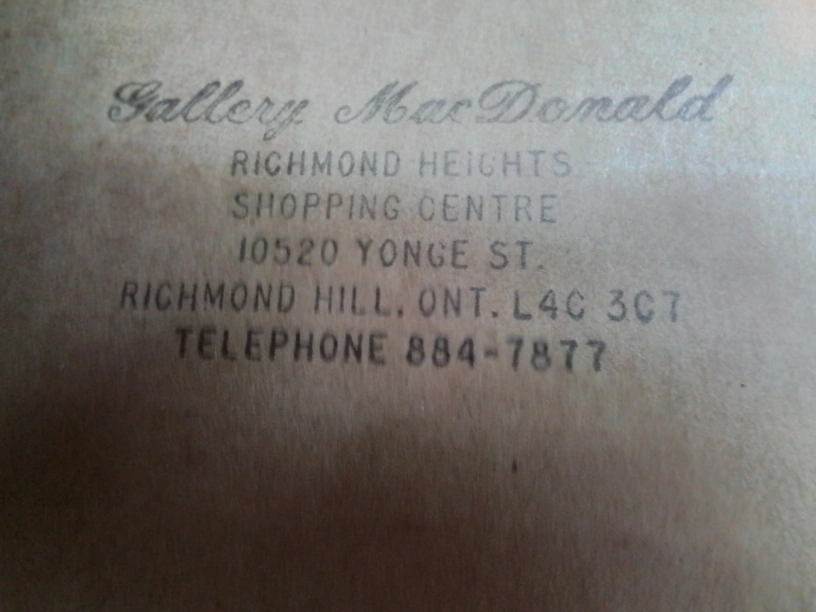 Gallery MacDonald
RICHMOND HEIGHTS
SHOPPING CENTRE
10520 YONGE ST.
RICHMOND HILL, ONT. L4C 3C7
TELEPHONE 884-7877